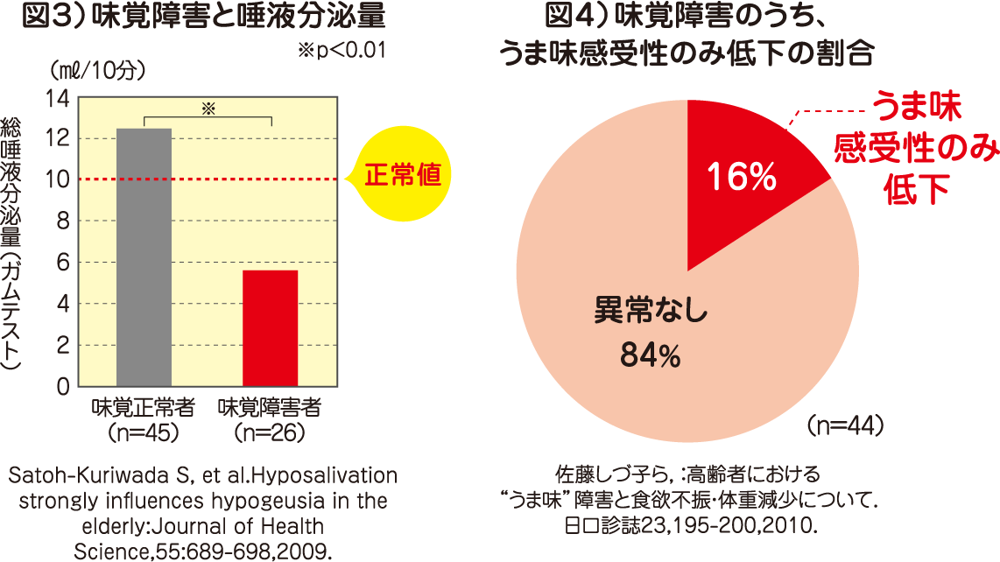 図3）味覚障害と唾液分泌量
※p<0.01
（㎖/10分）
総唾液分泌量（ガムテスト）
14
12
10
8
6
4
2
0
※
正常値
味覚正常者
（n=45）
味覚障害者
（n=26）
Satoh-Kuriwada S, et al.Hyposalivation
strongly influences hypogeusia in the
elderly:Journal of Health
Science,55:689-698,2009.
図4）味覚障害のうち、
うま味感受性のみ低下の割合
うま味
感受性のみ
低下
16%
異常なし
84%
（n=44）
佐藤しづ子ら,：高齢者における
“うま味”障害と食欲不振・体重減少について.
日口診誌23,195-200,2010.